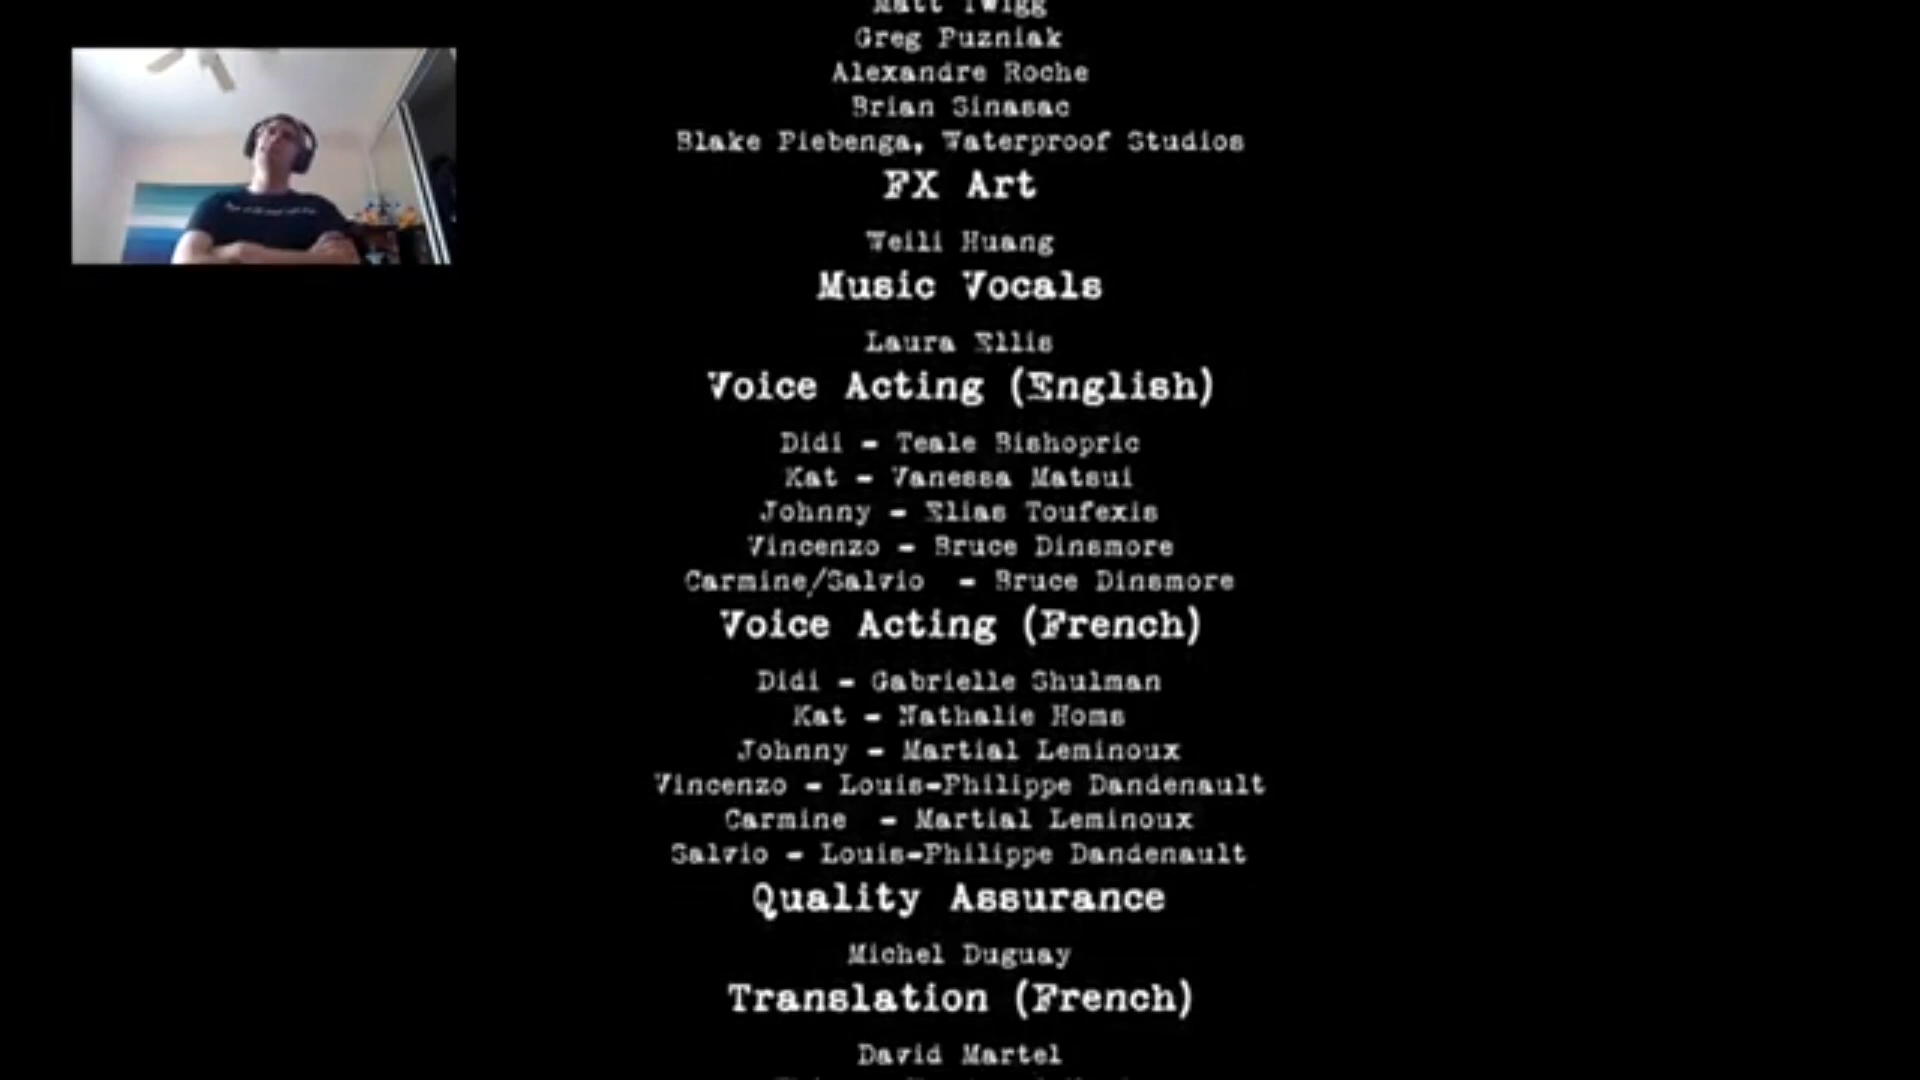 Matt Twigg
Greg Puzniak
Alexandre Roche
Brian Sinasac
Blake Piebenga, Waterproof Studios
FX Art
Weili Huang
Music Vocals
Laura Ellis
Voice Acting (English)
Didi - Teale Bishopric
Kat - Vanessa Matsui
Johnny - Elias Toufexis
Vincenzo - Bruce Dinsmore
Carmine/Salvio - Bruce Dinsmore
Voice Acting (French)
Didi - Gabrielle Shulman
Kat - Nathalie Homs
Johnny - Martial Leminoux
Vincenzo - Louis-Philippe Dandenault
Carmine - Martial Leminoux
Salvio - Louis-Philippe Dandenault
Quality Assurance
Michel Duguay
Translation (French)
David Martel